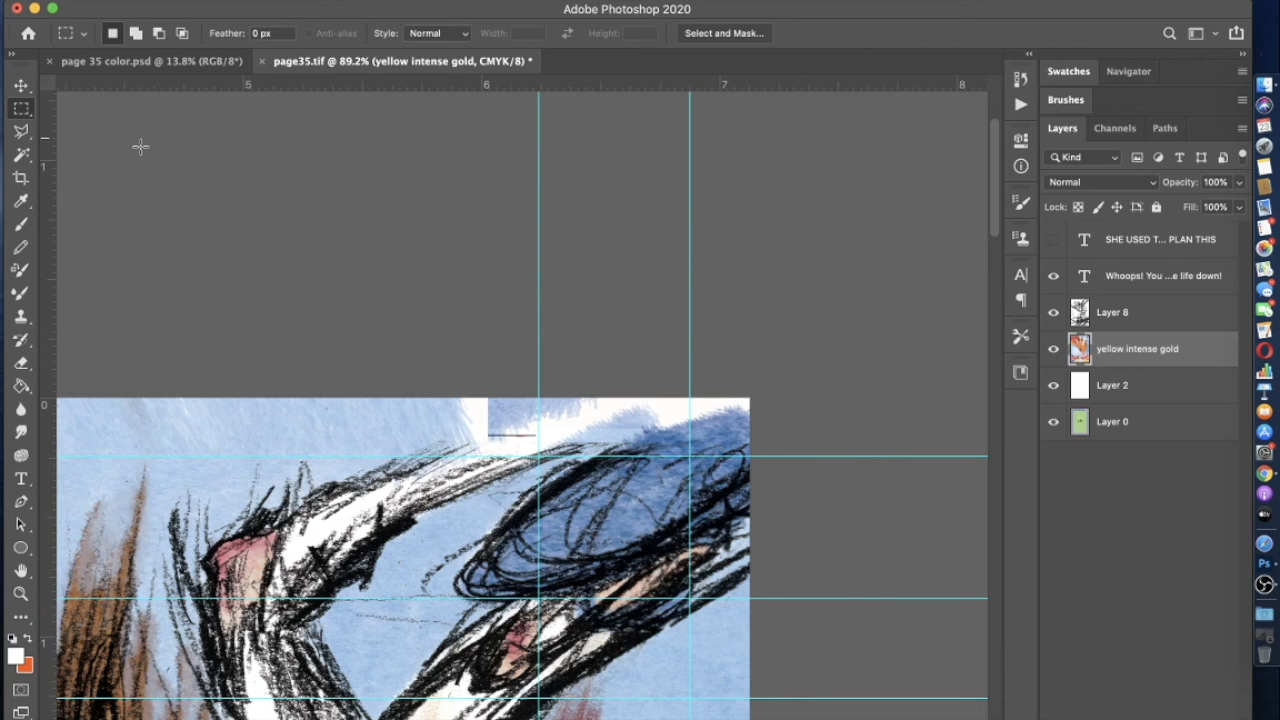 Adobe Photoshop 2020
Feather: 0 px Anti-alias Style: Normal Width: Height: Select and Mask...
page 35 color.psd @ 13.8% (RGB/8*) page35.tif @ 89.2% (yellow intense gold, CMYK/8) *
5 6 7 8
Swatches Navigator
Brushes
Layers Channels Paths
Kind
Normal Opacity: 100%
Lock: Fill: 100%
SHE USED T... PLAN THIS
Whoops! You ...e life down!
Layer 8
yellow intense gold
Layer 2
Layer 0
1
0
1